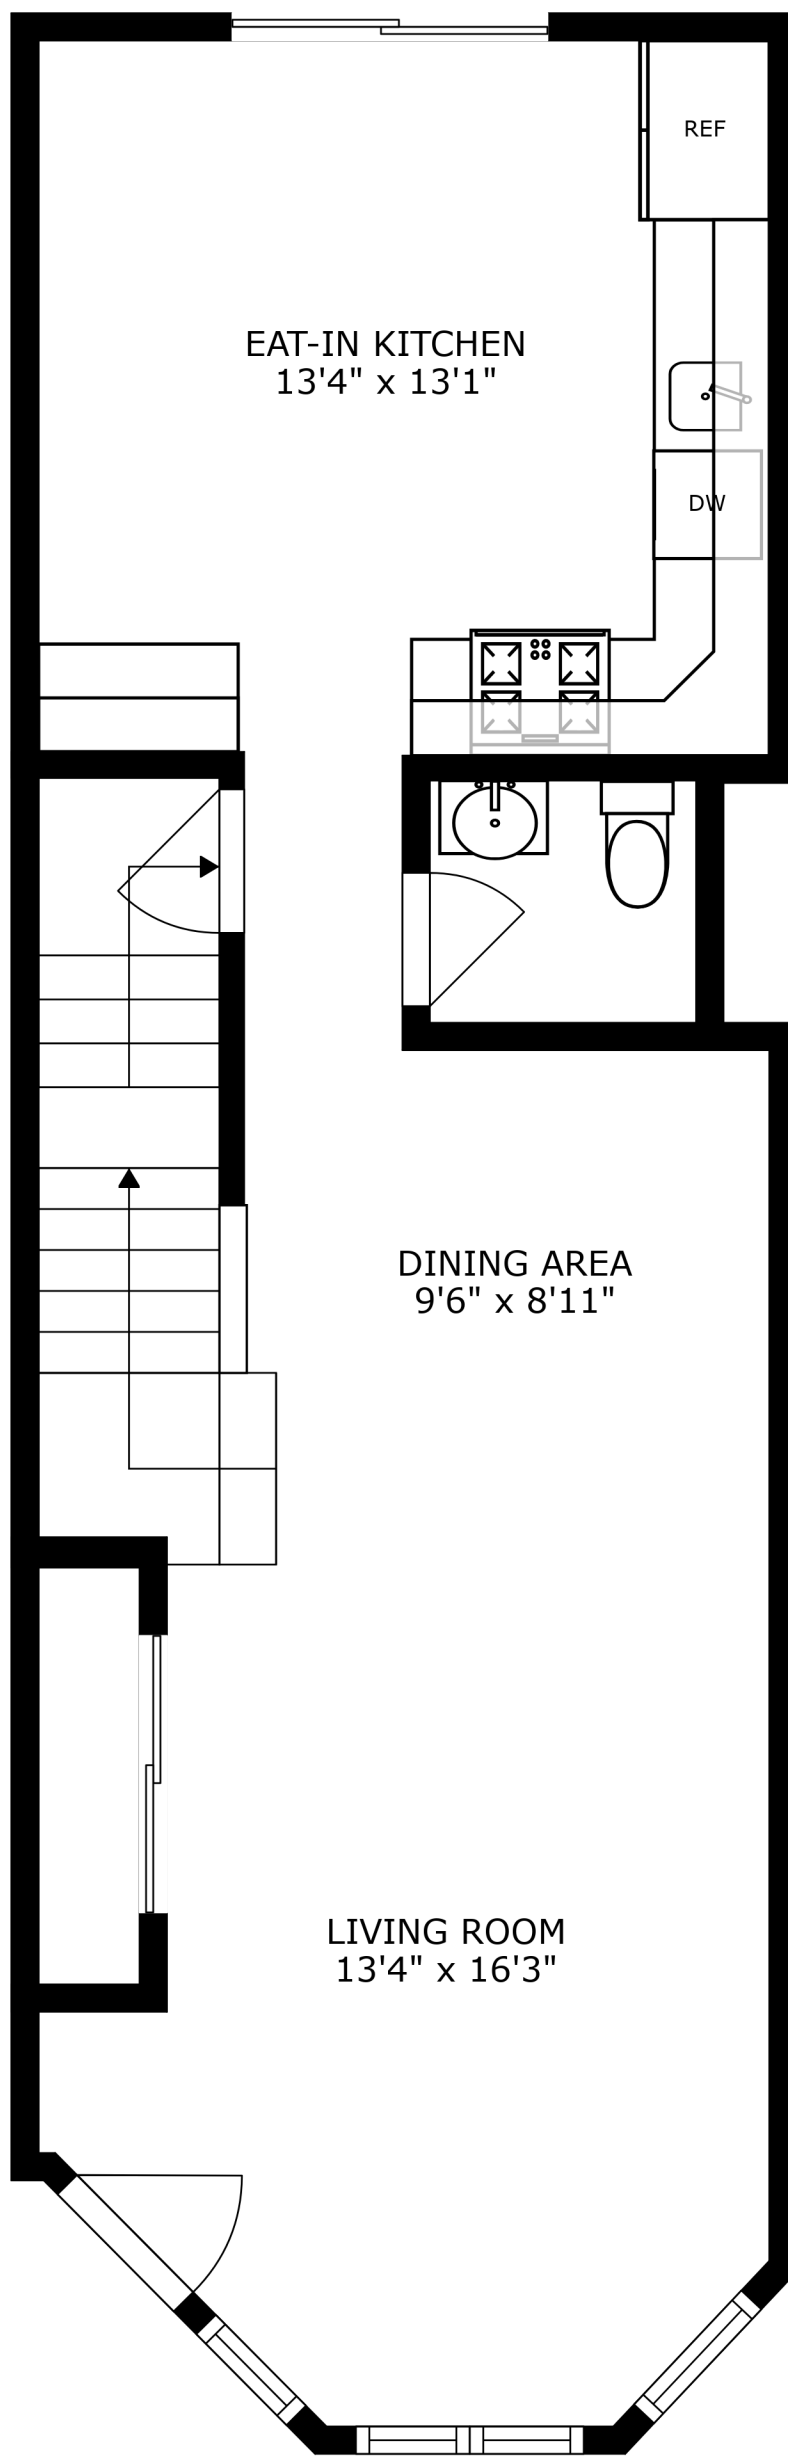 REF
EAT-IN KITCHEN
13'4" x 13'1"
DW
DINING AREA
9'6" x 8'11"
LIVING ROOM
13'4" x 16'3"